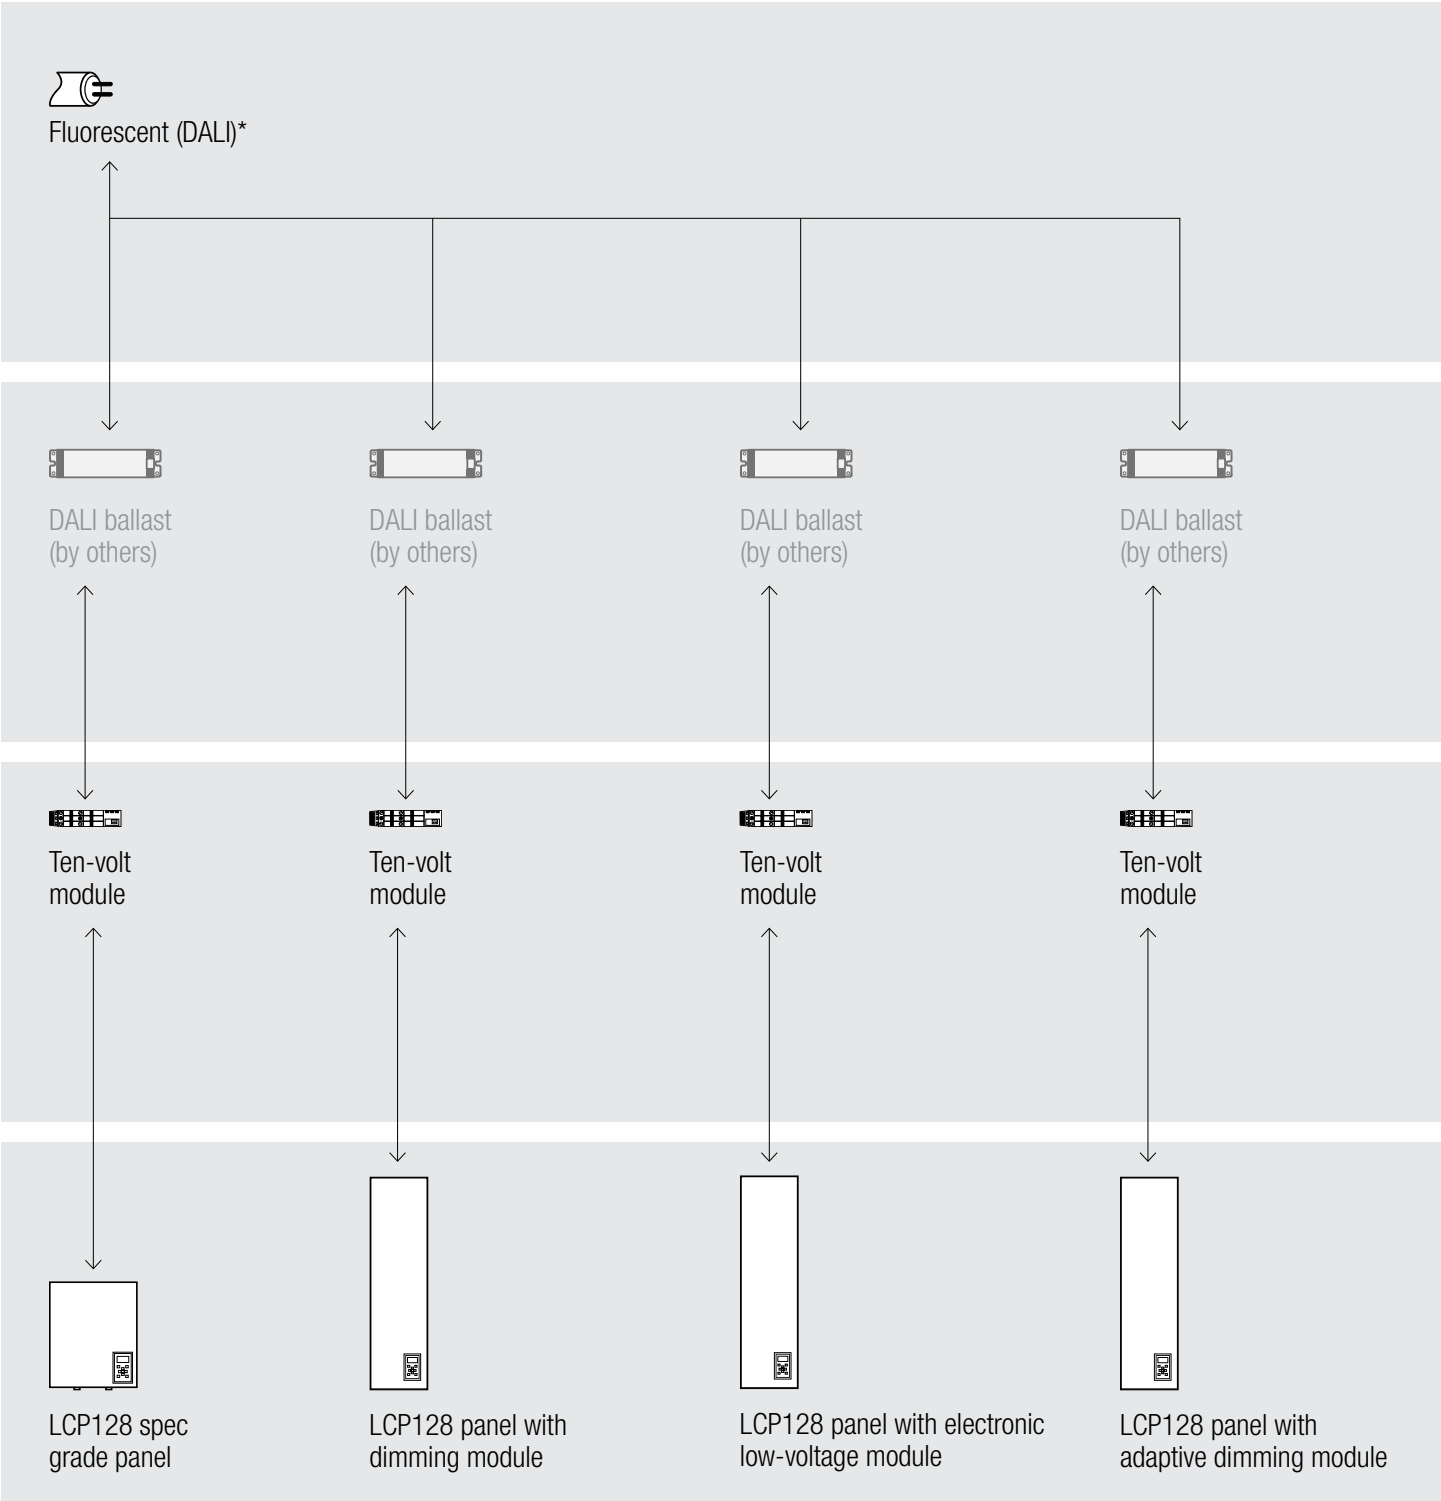 Fluorescent (DALI)*
DALI ballast
(by others)
DALI ballast
(by others)
DALI ballast
(by others)
DALI ballast
(by others)
Ten-volt
module
Ten-volt
module
Ten-volt
module
Ten-volt
module
LCP128 spec
grade panel
LCP128 panel with
dimming module
LCP128 panel with electronic
low-voltage module
LCP128 panel with
adaptive dimming module